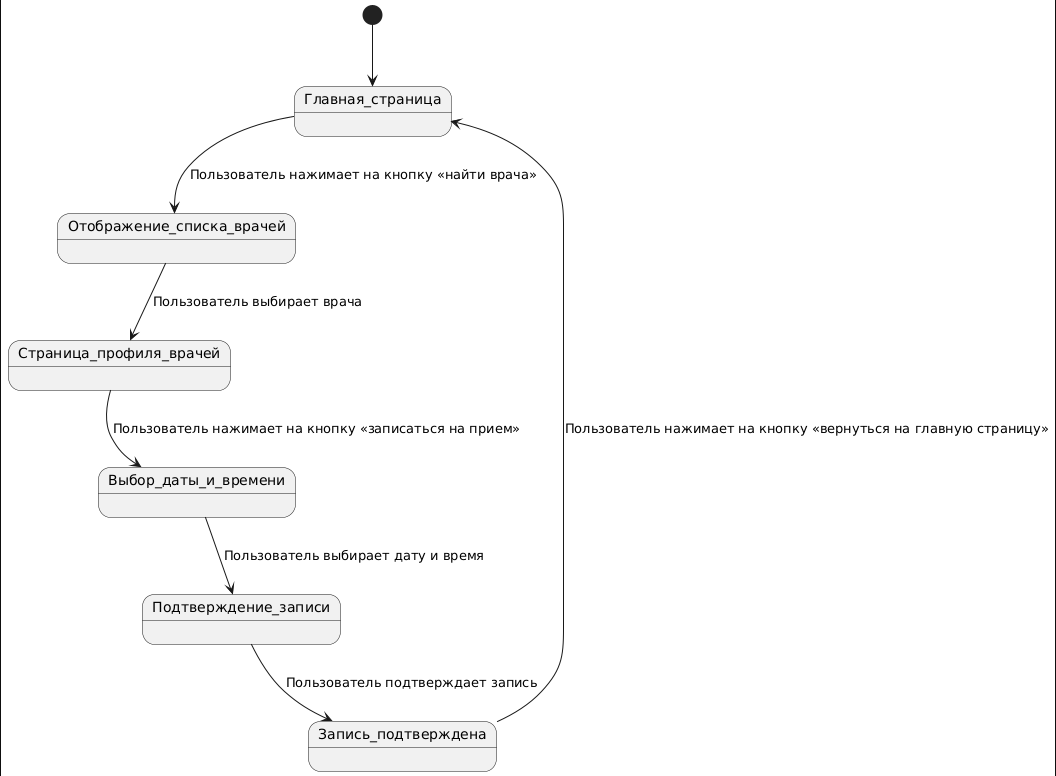 Главная_страница
Пользователь нажимает на кнопку «найти врача»
Отображение_списка_врачей
Пользователь выбирает врача
Страница_профиля_врачей
Пользователь нажимает на кнопку «записаться на прием»
Пользователь нажимает на кнопку «вернуться на главную страницу»
Выбор_даты_и_времени
Пользователь выбирает дату и время
Подтверждение_записи
Пользователь подтверждает запись
Запись_подтверждена